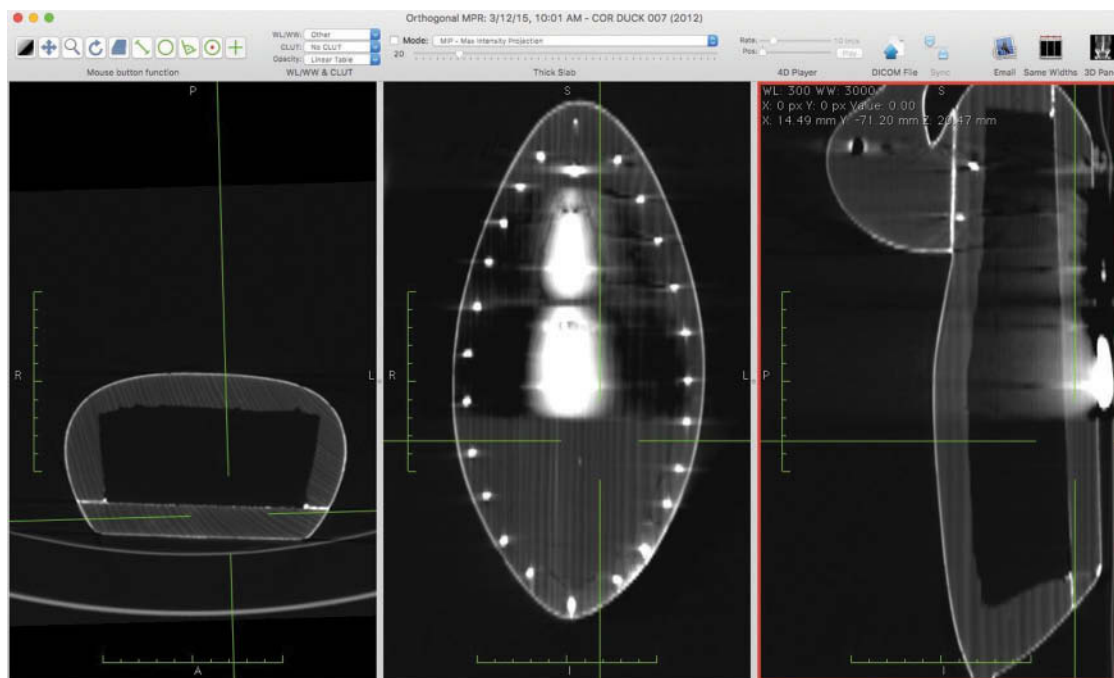 Orthogonal MPR: 3/12/15, 10:01 AM - COR DUCK 007 (2012)
WL/WW: Other
CLUT: No CLUT
Opacity: Linear Table
Mode: MIP - Max Intensity Projection
20
Rate: 10 im/s
Pos: Play
Mouse button function
WL/WW & CLUT
Thick Slab
4D Player
DICOM File
Sync
Email
Same Widths
3D Pan
P
R
L
A
S
R
L
I
WL: 300 WW: 3000
S
X: 0 px Y: 0 px Value: 0.00
X: 14.49 mm Y: -71.20 mm Z: 20.47 mm
P
I